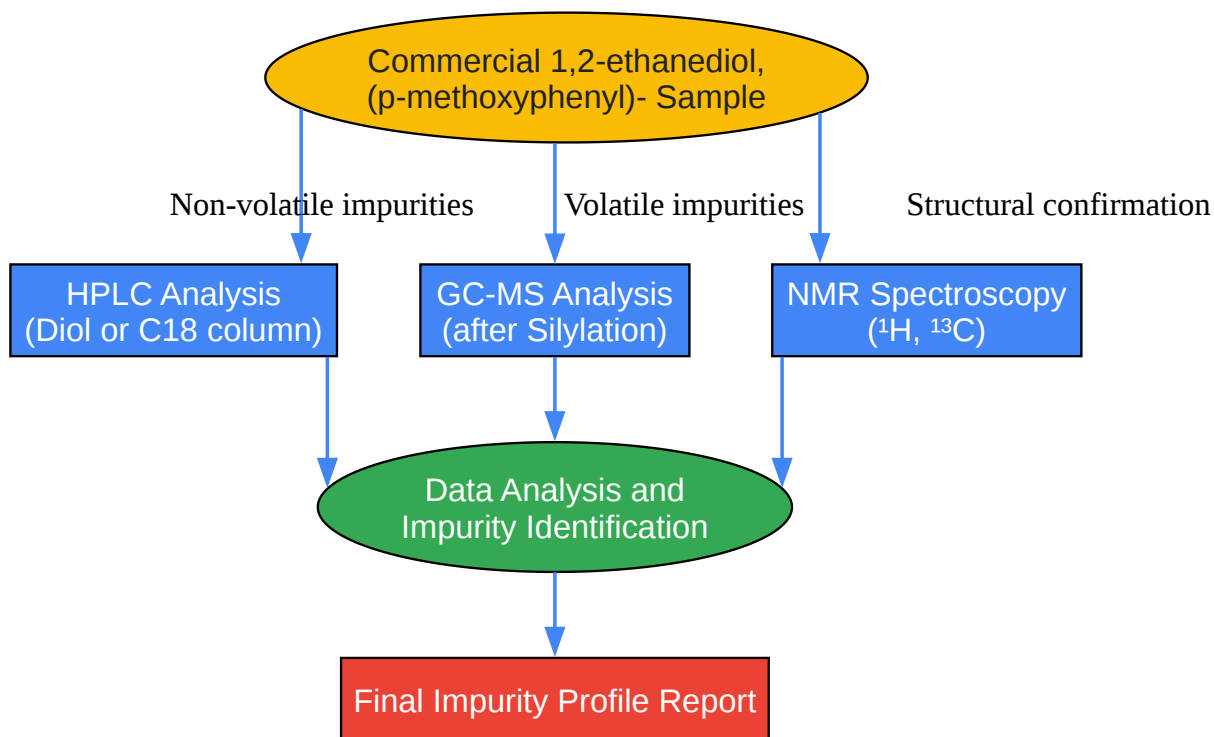 Commercial 1,2-ethanediol,
(p-methoxyphenyl)- Sample
Non-volatile impurities
Volatile impurities
Structural confirmation
HPLC Analysis
(Diol or C18 column)
GC-MS Analysis
(after Silylation)
NMR Spectroscopy
(¹H, ¹³C)
Data Analysis and
Impurity Identification
Final Impurity Profile Report